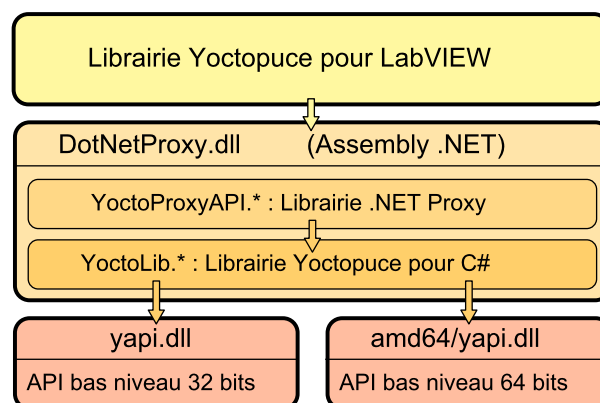 Librairie Yoctopuce pour LabVIEW
DotNetProxy.dll (Assembly .NET)
YoctoProxyAPI.* : Librairie .NET Proxy
YoctoLib.* : Librairie Yoctopuce pour C#
yapi.dll
API bas niveau 32 bits
amd64/yapi.dll
API bas niveau 64 bits